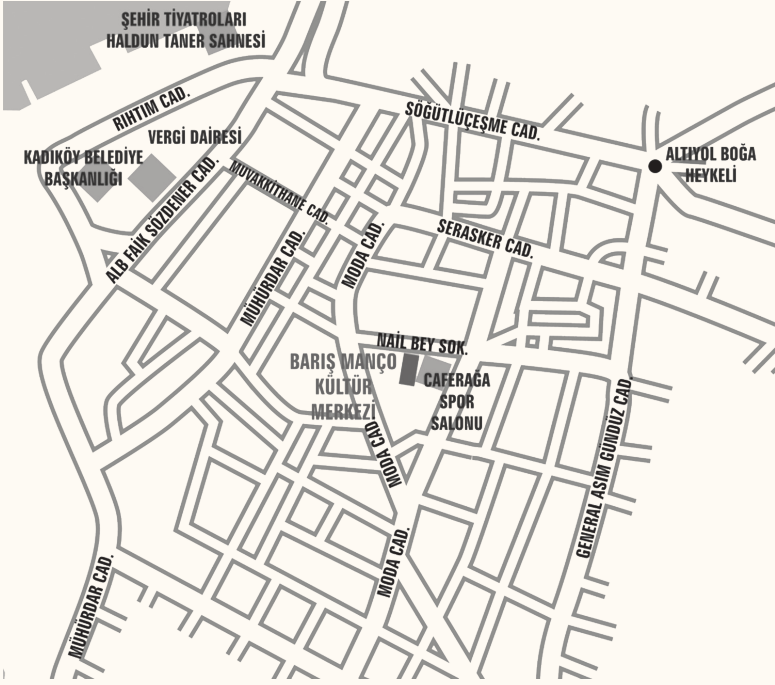 ŞEHİR TİYATROLARI
HALDUN TANER SAHNESİ
RIHTIM CAD.
SÖĞÜTLÜÇEŞME CAD.
VERGİ DAİRESİ
KADIKÖY BELEDİYE
BAŞKANLIĞI
ALTIYOL BOĞA
HEYKELİ
MUVAKKİTHANE CAD.
ALB FAİK SÖZDENER CAD.
SERASKER CAD.
MODA CAD.
MÜHÜRDAR CAD.
NAİL BEY SOK.
BARIŞ MANÇO
KÜLTÜR
MERKEZİ
CAFERAĞA
SPOR
SALONU
MODA CAD
GENERAL ASIM GÜNDÜZ CAD.
MODA CAD.
MÜHÜRDAR CAD.